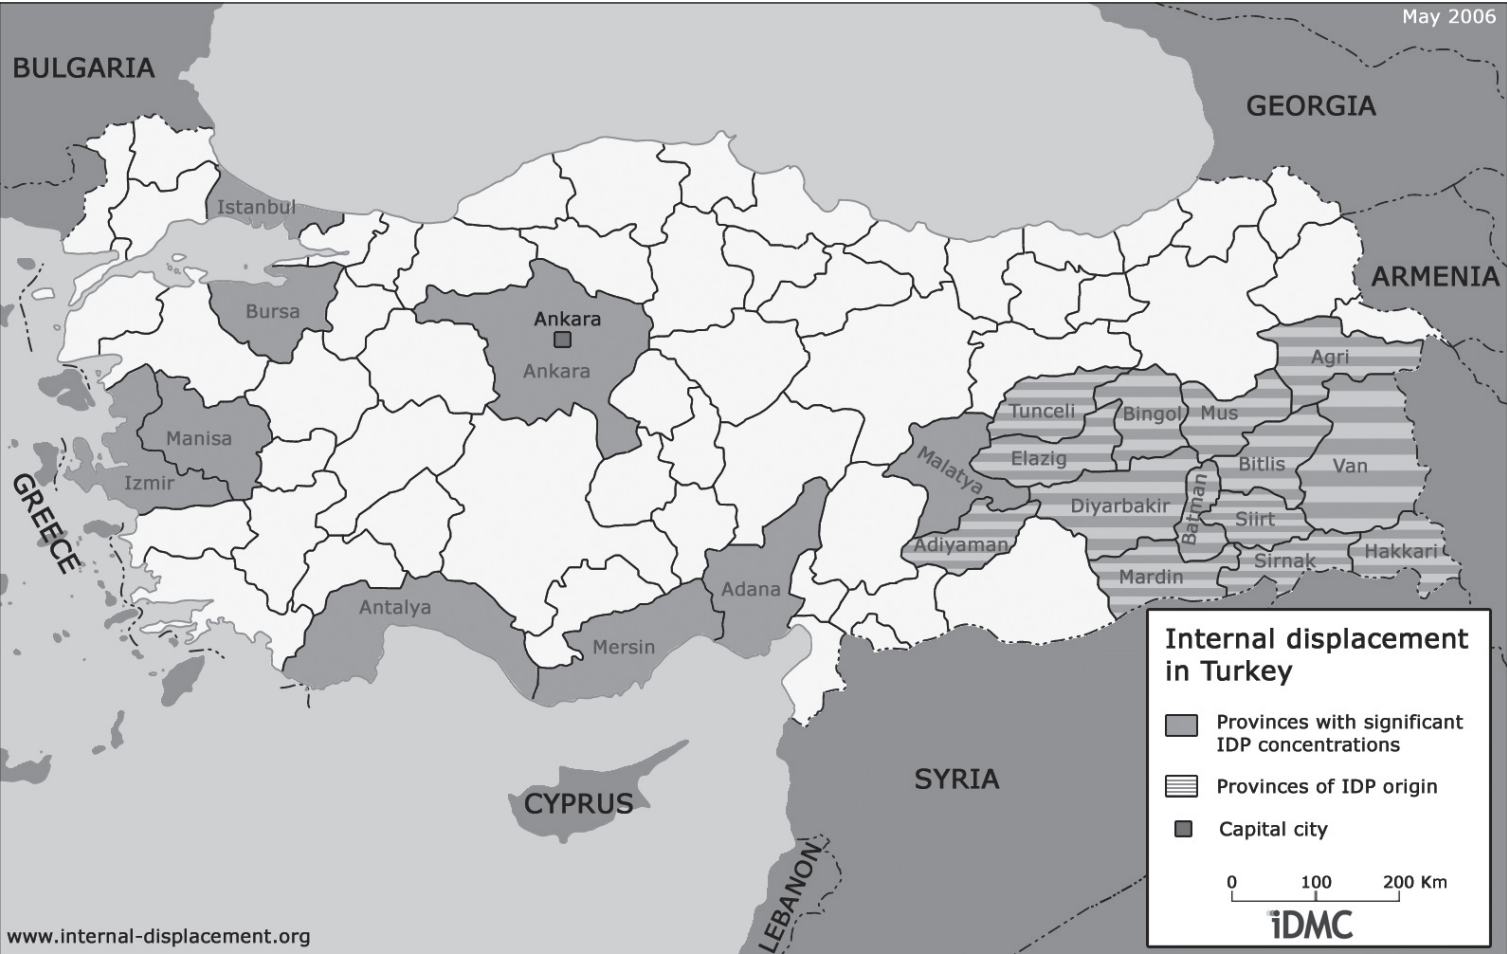 May 2006
BULGARIA
GEORGIA
Istanbul
ARMENIA
Bursa
Ankara
Ankara
Agri
Manisa
Tunceli
Bingol
Mus
Izmir
Malatya
Elazig
Bitlis
Van
GREECE
Diyarbakir
Batman
Siirt
Adiyaman
Sirnak
Hakkari
Mardin
Antalya
Adana
Mersin
Internal displacement
in Turkey
Provinces with significant
IDP concentrations
Provinces of IDP origin
Capital city
0 100 200 Km
iDMC
SYRIA
CYPRUS
LEBANON
www.internal-displacement.org